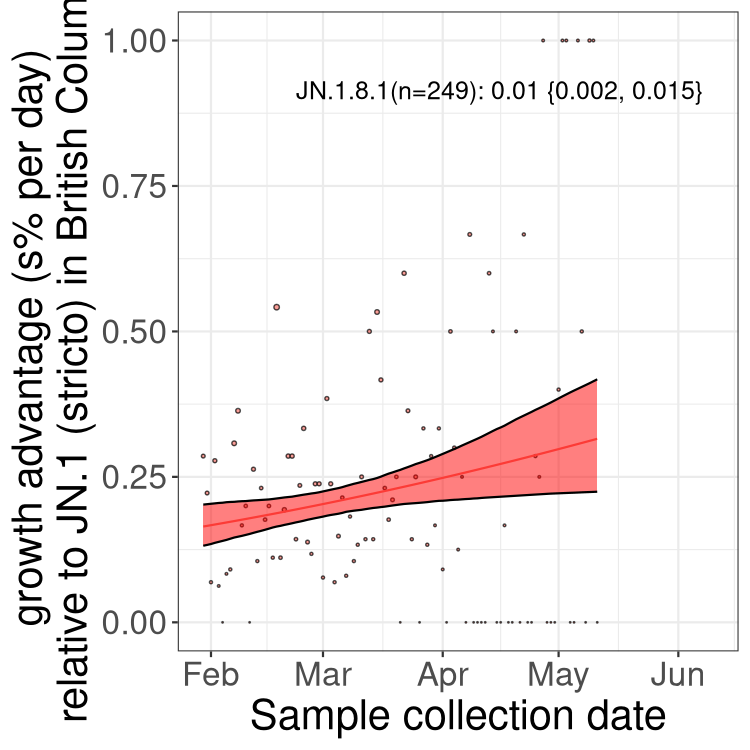 growth advantage (s% per day)
relative to JN.1 (stricto) in British Colum
1.00
0.75
0.50
0.25
0.00
JN.1.8.1(n=249): 0.01 {0.002, 0.015}
Feb Mar Apr May Jun
Sample collection date